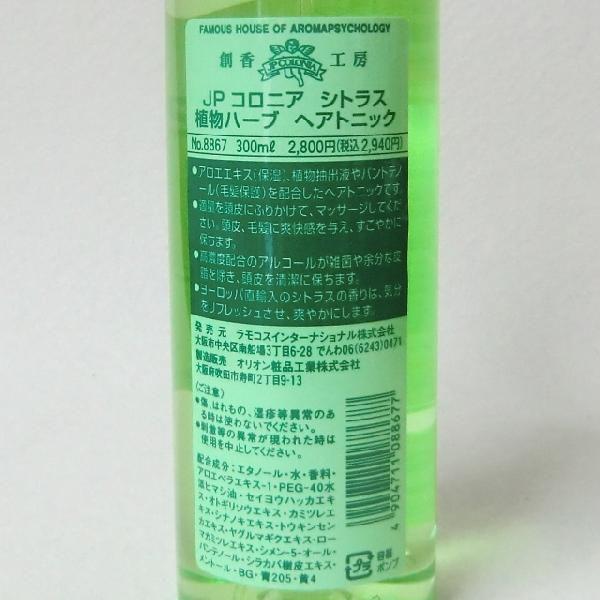 FAMOUS HOUSE OF AROMAPSYCHOLOGY
創香 工房
JP COLONIA
JP コロニア シトラス
植物ハーブ ヘアトニック
No.8867 300mℓ 2,800円(税込2,940円)
●アロエエキス(保湿)、植物抽出液やパントテノ
ール(毛髪保護)を配合したヘアトニックです。
●適量を頭皮にふりかけて、マッサージしてくだ
さい。頭皮、毛髪に爽快感を与え、すこやかに
保ちます。
●高濃度配合のアルコールが雑菌や余分な皮
脂を除き、頭皮を清潔に保ちます。
●ヨーロッパ直輸入のシトラスの香りは、気分
をリフレッシュさせ、爽やかにします。
発売元 ラモコスインターナショナル株式会社
大阪市中央区南船場3丁目6-28 でんわ06(6243)0171
製造販売 オリオン粧品工業株式会社
大阪府吹田市寿町2丁目9-13
(ご注意)
●傷、はれもの、湿疹等異常のあ
る時は使わないでください。
●刺激等の異常が現われた時は
使用を中止してください。
配合成分:エタノール・水・香料・
アロエベラエキス-1・PEG-40水
添ヒマシ油・セイヨウハッカエキ
ス・オトギリソウエキス・カミツレエ
キス・シナノキエキス・トウキンセン
カエキス・ヤグルマギクエキス・ロー
マカミツレエキス・シメン-5-オール・
パンテノール・シラカバ樹皮エキス・
メントール・BG・青205・黄4
4 904711 088677
プラ
容器
ポンプ